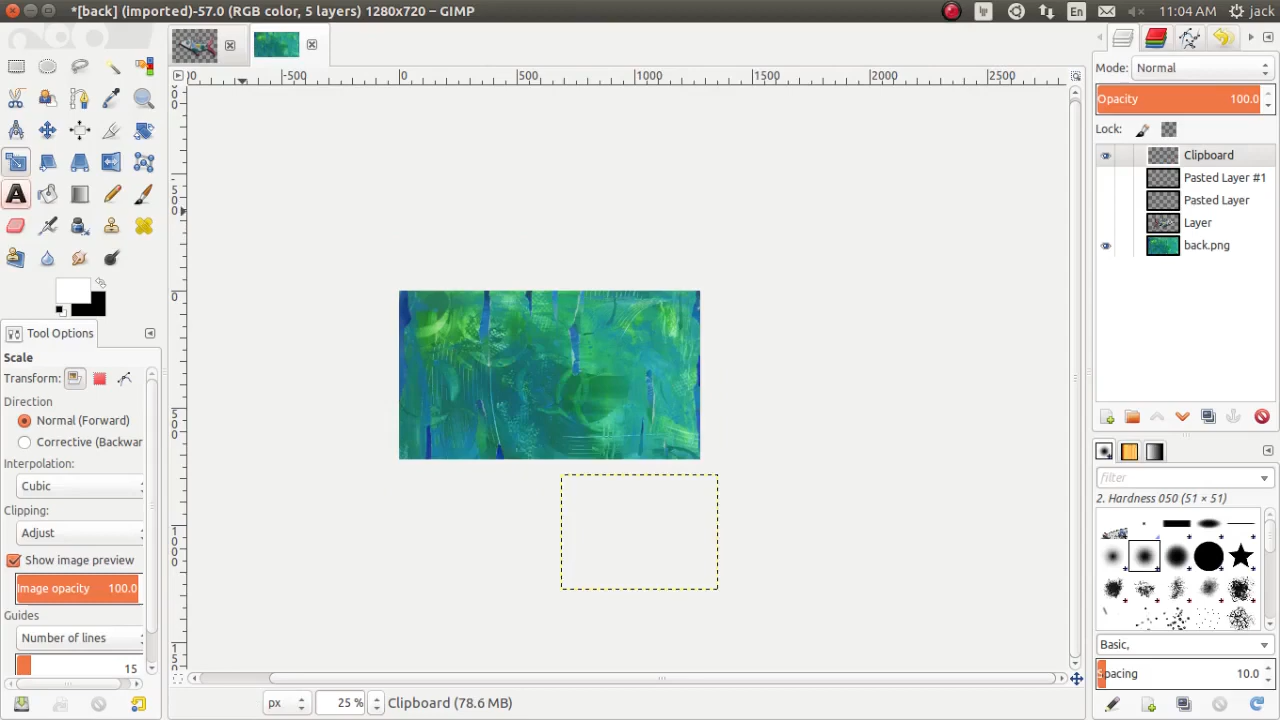 *[back] (imported)-57.0 (RGB color, 5 layers) 1280x720 – GIMP
En
11:04 AM
jack
-500
0
500
1000
1500
2000
2500
Mode: Normal
Opacity 100.0
Lock:
Clipboard
Pasted Layer #1
Pasted Layer
Layer
back.png
Tool Options
Scale
Transform:
Direction
Normal (Forward)
Corrective (Backwar
Interpolation:
Cubic
Clipping:
Adjust
Show image preview
Image opacity 100.0
Guides
Number of lines
15
filter
2. Hardness 050 (51 × 51)
Basic,
Spacing 10.0
px
25 %
Clipboard (78.6 MB)